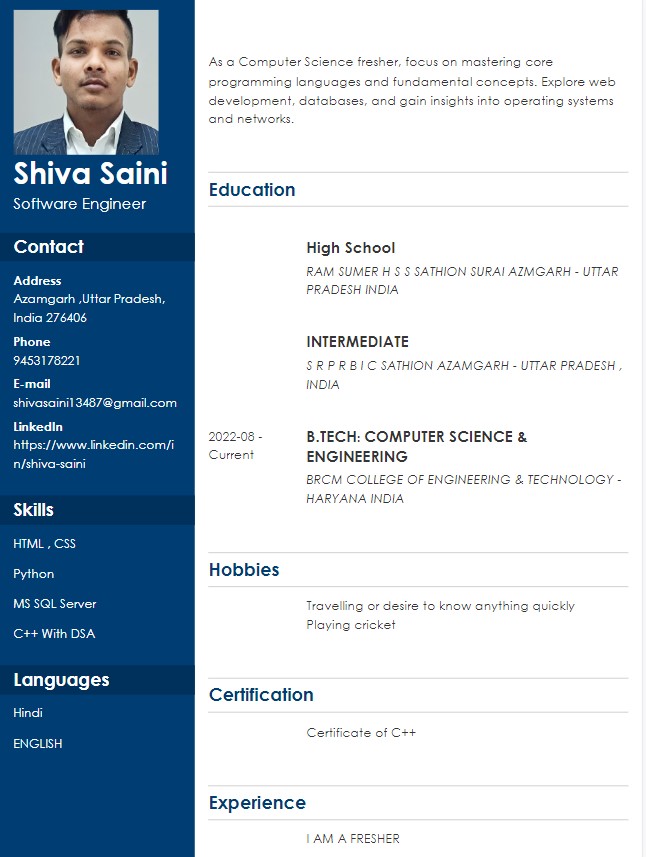 Shiva Saini
Software Engineer
Contact
Address
Azamgarh ,Uttar Pradesh,
India 276406
Phone
9453178221
E-mail
shivasaini13487@gmail.com
LinkedIn
https://www.linkedin.com/i
n/shiva-saini
Skills
HTML , CSS
Python
MS SQL Server
C++ With DSA
Languages
Hindi
ENGLISH
As a Computer Science fresher, focus on mastering core
programming languages and fundamental concepts. Explore web
development, databases, and gain insights into operating systems
and networks.
Education
High School
RAM SUMER H S S SATHION SURAI AZMGARH - UTTAR
PRADESH INDIA
INTERMEDIATE
S R P R B I C SATHION AZAMGARH - UTTAR PRADESH ,
INDIA
2022-08 -
Current
B.TECH: COMPUTER SCIENCE &
ENGINEERING
BRCM COLLEGE OF ENGINEERING & TECHNOLOGY -
HARYANA INDIA
Hobbies
Travelling or desire to know anything quickly
Playing cricket
Certification
Certificate of C++
Experience
I AM A FRESHER